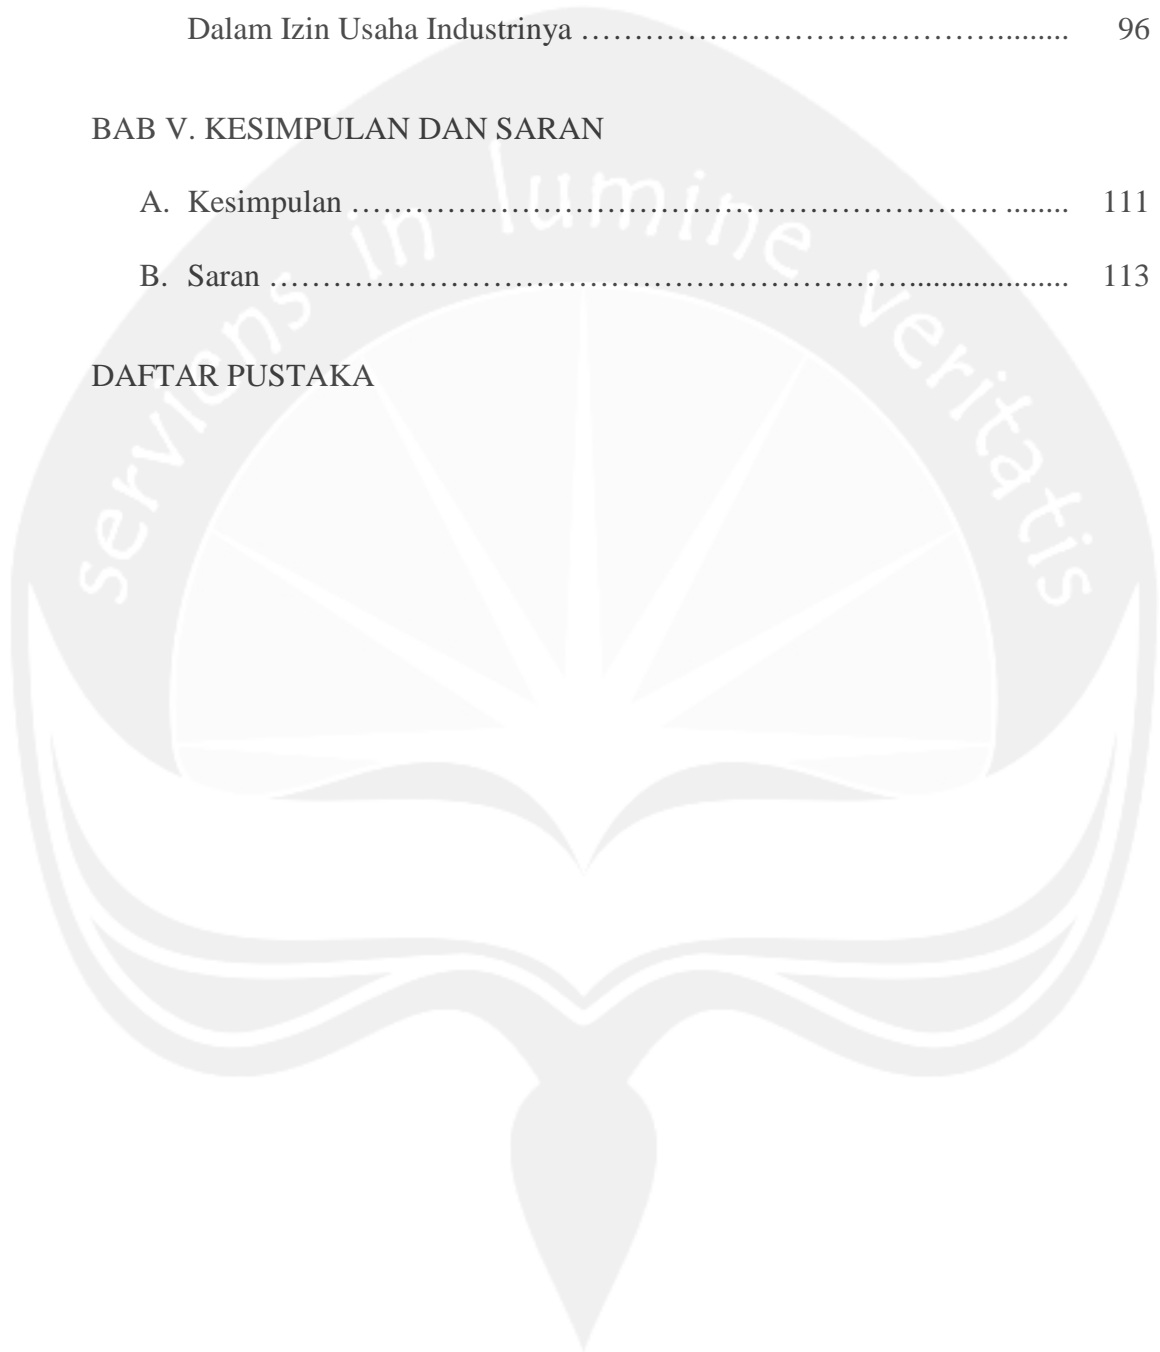 Dalam Izin Usaha Industrinya ………………………………….......... 96
BAB V. KESIMPULAN DAN SARAN
A. Kesimpulan ……………………………………………………. ........ 111
B. Saran ……………………………………………………..................... 113
DAFTAR PUSTAKA
serviens in lumine veritatis